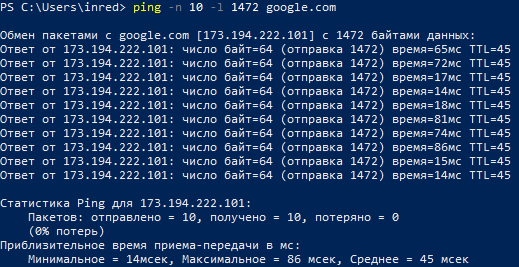 PS C:\Users\inred> ping -n 10 -l 1472 google.com
Обмен пакетами с google.com [173.194.222.101] с 1472 байтами данных:
Ответ от 173.194.222.101: число байт=64 (отправка 1472) время=65мс TTL=45
Ответ от 173.194.222.101: число байт=64 (отправка 1472) время=72мс TTL=45
Ответ от 173.194.222.101: число байт=64 (отправка 1472) время=17мс TTL=45
Ответ от 173.194.222.101: число байт=64 (отправка 1472) время=14мс TTL=45
Ответ от 173.194.222.101: число байт=64 (отправка 1472) время=18мс TTL=45
Ответ от 173.194.222.101: число байт=64 (отправка 1472) время=81мс TTL=45
Ответ от 173.194.222.101: число байт=64 (отправка 1472) время=74мс TTL=45
Ответ от 173.194.222.101: число байт=64 (отправка 1472) время=86мс TTL=45
Ответ от 173.194.222.101: число байт=64 (отправка 1472) время=15мс TTL=45
Ответ от 173.194.222.101: число байт=64 (отправка 1472) время=14мс TTL=45
Статистика Ping для 173.194.222.101:
Пакетов: отправлено = 10, получено = 10, потеряно = 0
(0% потерь)
Приблизительное время приема-передачи в мс:
Минимальное = 14мсек, Максимальное = 86 мсек, Среднее = 45 мсек